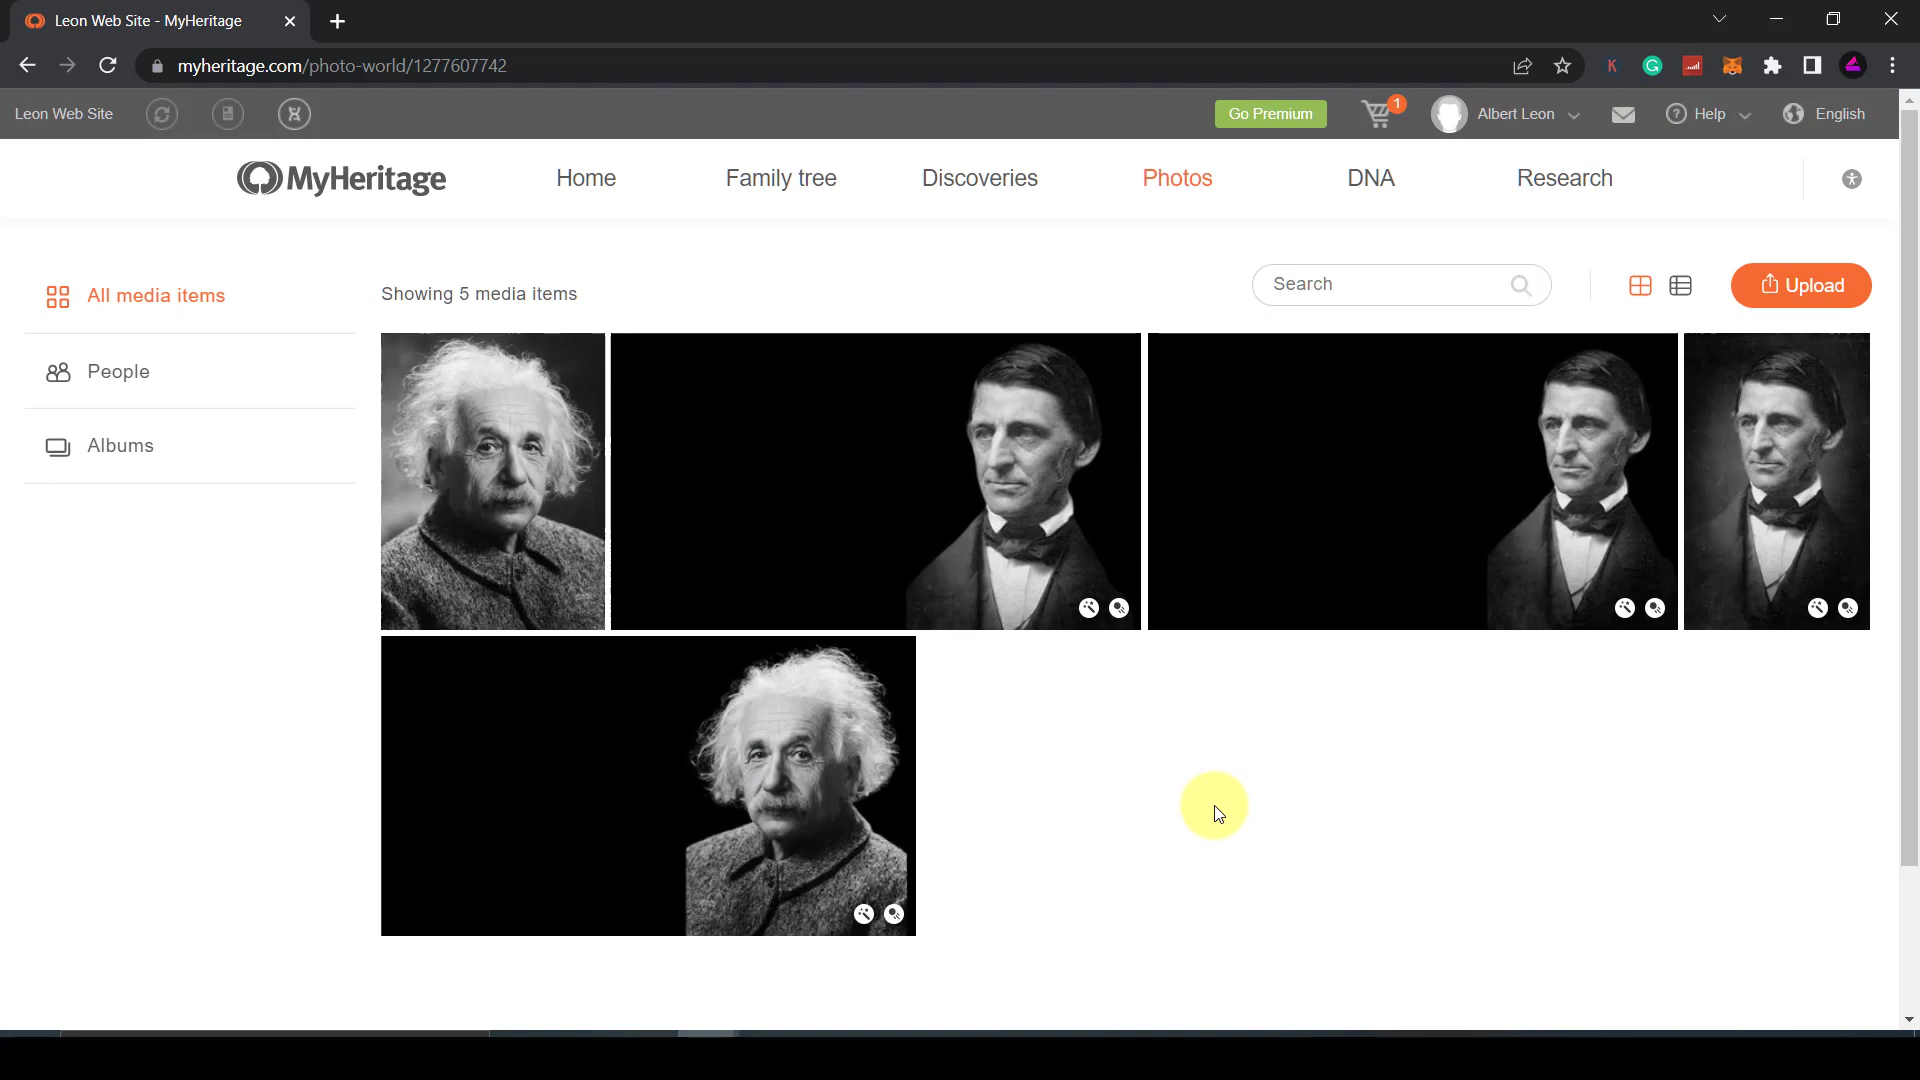 Leon Web Site - MyHeritage
myheritage.com/photo-world/1277607742
Leon Web Site
Go Premium
1
Albert Leon
Help
English
MyHeritage
Home
Family tree
Discoveries
Photos
DNA
Research
All media items
Showing 5 media items
Search
Upload
People
Albums